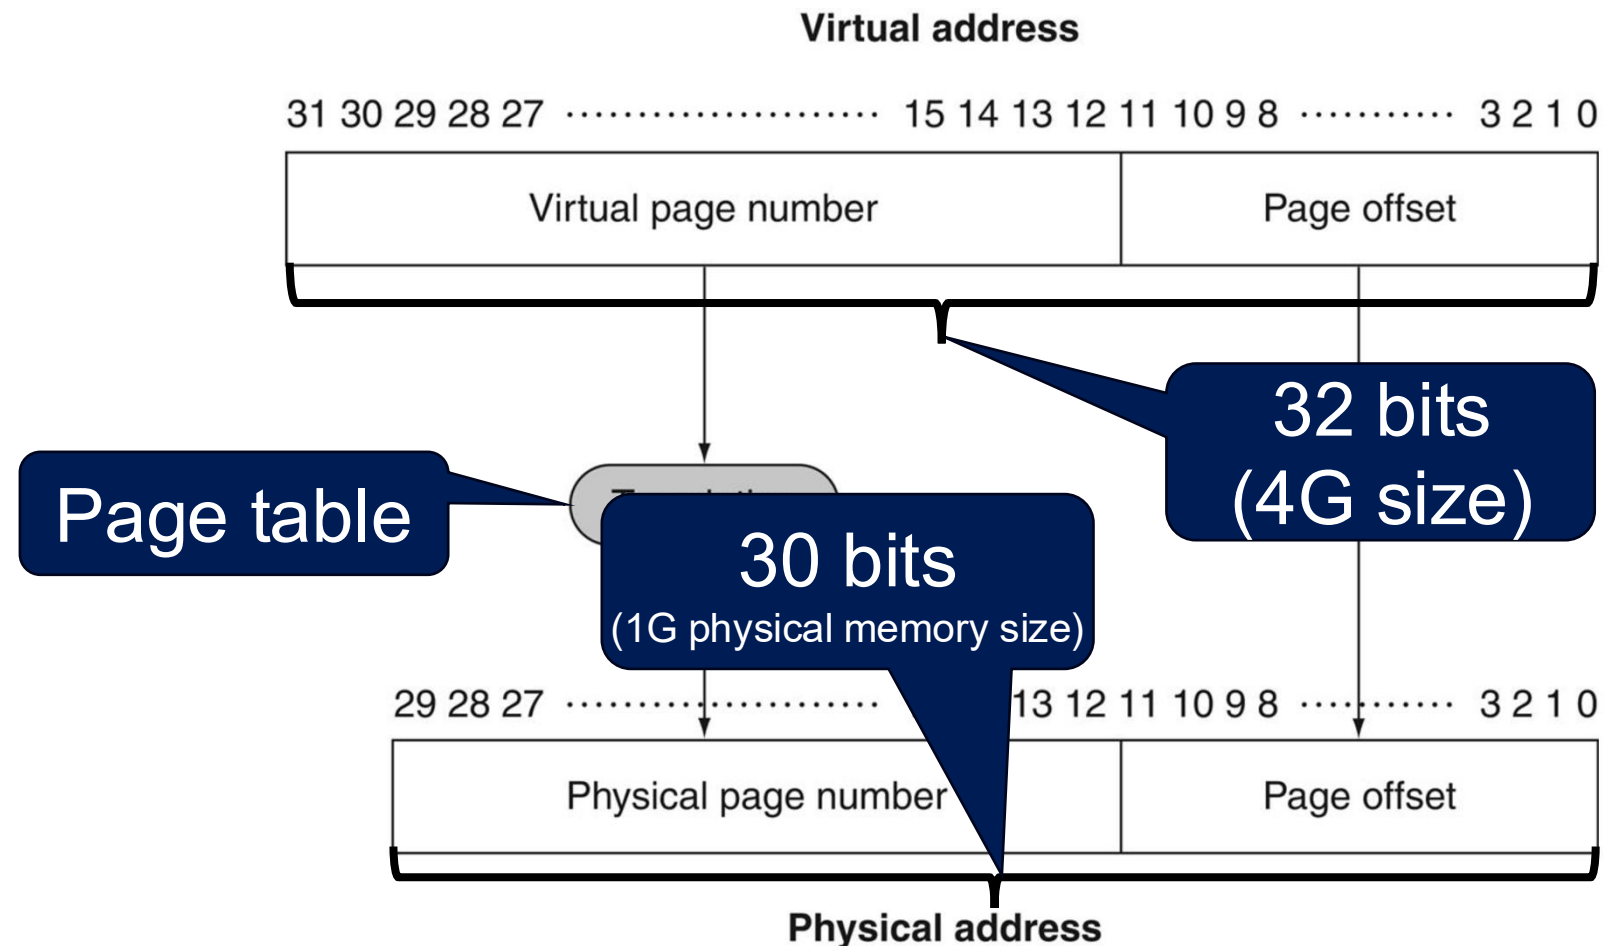 Virtual address
31 30 29 28 27 ······················ 15 14 13 12 11 10 9 8 ··········· 3 2 1 0
Virtual page number Page offset
32 bits
(4G size)
Page table
30 bits
(1G physical memory size)
29 28 27 ······················ 13 12 11 10 9 8 ··········· 3 2 1 0
Physical page number Page offset
Physical address